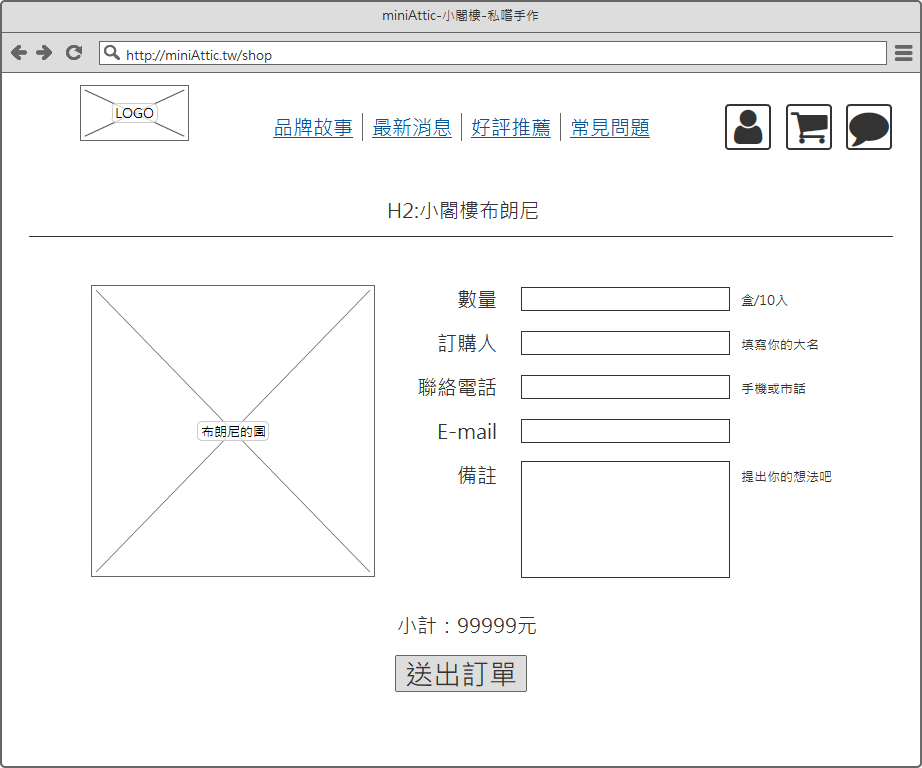 miniAttic-小閣樓-私嚐手作
http://miniAttic.tw/shop
LOGO
品牌故事 最新消息 好評推薦 常見問題
H2:小閣樓布朗尼
布朗尼的圖
數量 盒/10入
訂購人 填寫你的大名
聯絡電話 手機或市話
E-mail
備註 提出你的想法吧
小計：99999元
送出訂單